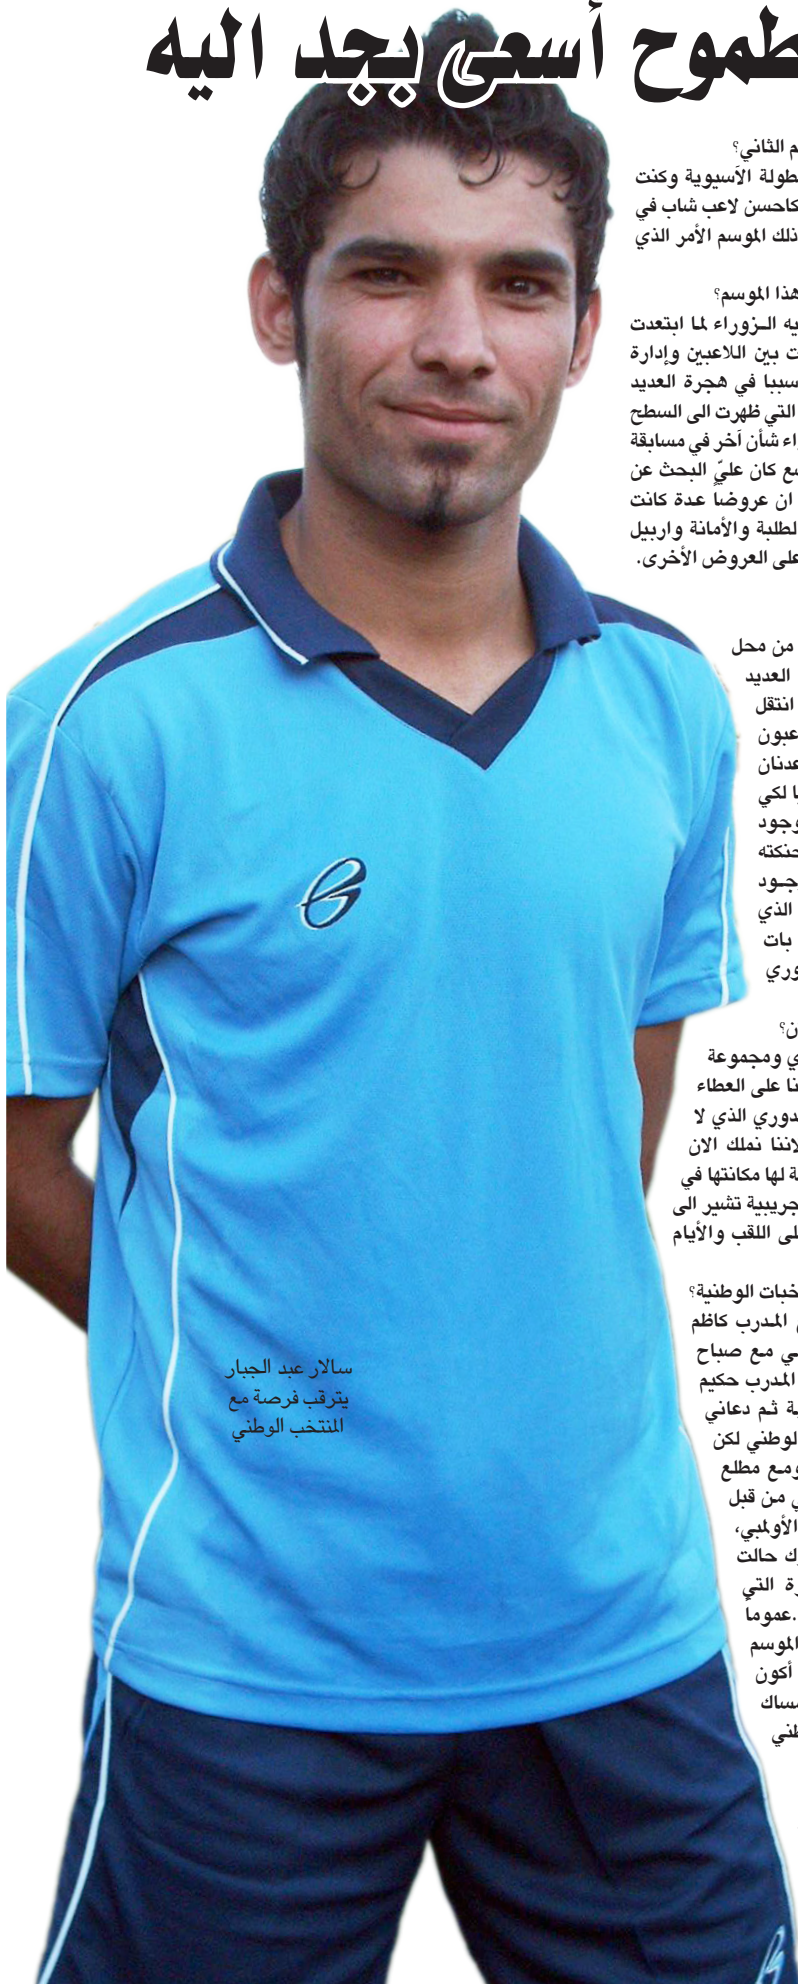 طموح أسعى بجد اليه
م الثاني؟
طولة الآسيوية وكنت
كاحسن لاعب شاب في
ذلك الموسم الأمر الذي
هذا الموسم؟
يه الـزوراء لما ابتعدت
ت بين اللاعبين وإدارة
سببا في هجرة العديد
التي ظهرت الى السطح
اء شأن آخر في مسابقة
مع كان عليّ البحث عن
ان عروضاً عدة كانت
لطلبة والأمانة واربيل
على العروض الأخرى.
من محل
العديد
انتقل
عبون
عدنان
ا لكي
وجود
حنكته
جـود
الذي
بات
وري
ن؟
ي ومجموعة
نا على العطاء
دوري الذي لا
لاننا نملك الان
ة لها مكانتها في
جريبية تشير الى
لى اللقب والأيام
خبات الوطنية؟
المدرب كاظم
ي مع صباح
المدرب حكيم
ية ثم دعاني
لوطني لكن
ومع مطلع
ي من قبل
الأولمبي،
ك حالت
ة التي
.عموماً
الموسم
أكون
مساك
طني
سالار عبد الجبار
يترقب فرصة مع
المنتخب الوطني